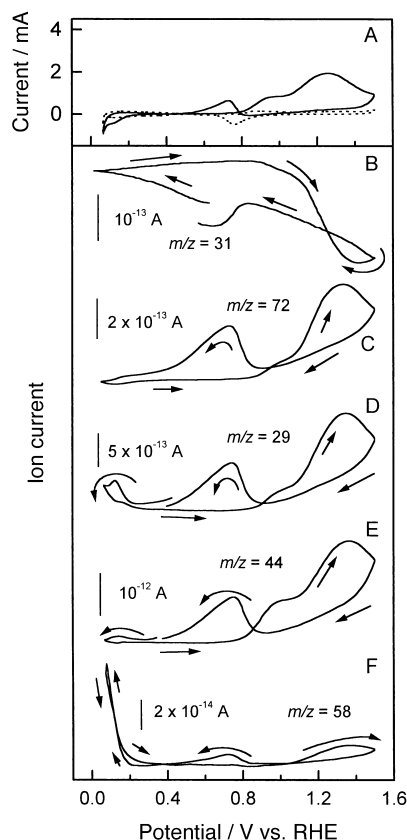 4
2
0
Current / mA
A
B
10⁻¹³ A
m/z = 31
2 x 10⁻¹³ A
m/z = 72
C
D
5 x 10⁻¹³ A
m/z = 29
E
10⁻¹² A
m/z = 44
F
2 x 10⁻¹⁴ A
m/z = 58
Ion current
0.0 0.4 0.8 1.2 1.6
Potential / V vs. RHE